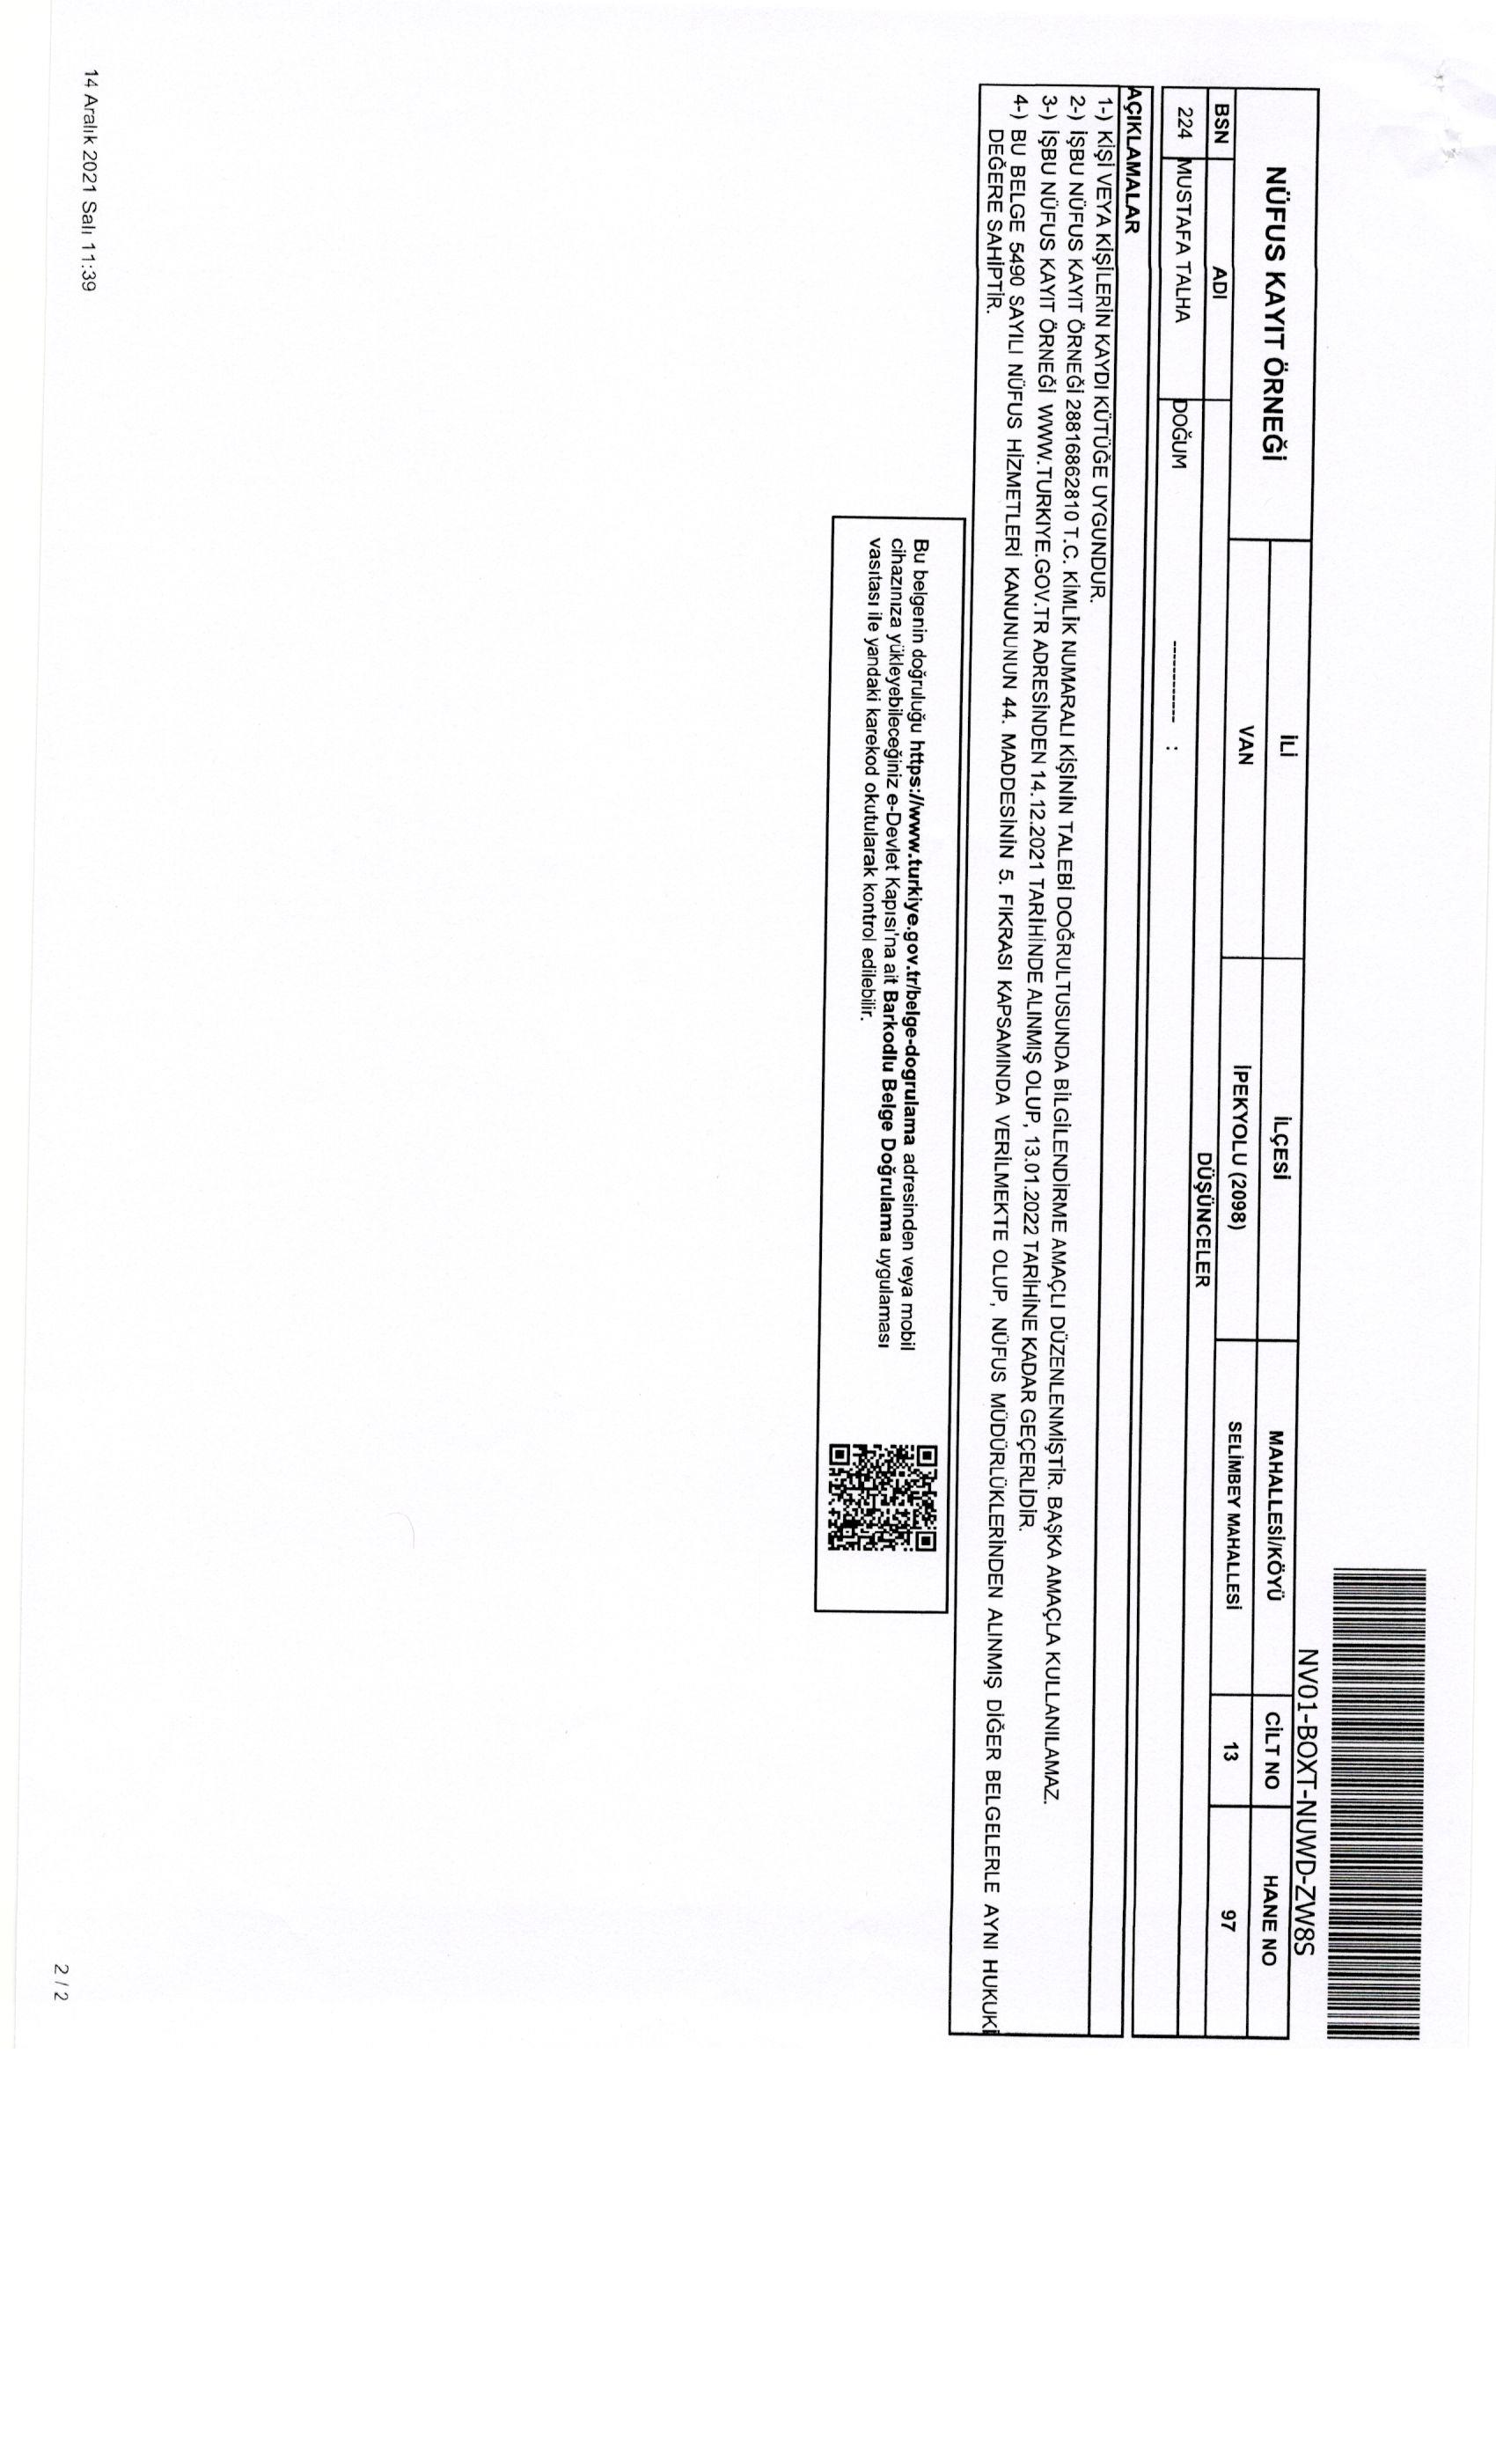 NV01-BOXT-NUWD-ZW8S
NÜFUS KAYIT ÖRNEĞİ
İLİ İLÇESİ MAHALLESİ/KÖYÜ CİLT NO HANE NO
VAN İPEKYOLU (2098) SELİMBEY MAHALLESİ 13 97
BSN ADI DÜŞÜNCELER
224 MUSTAFA TALHA DOĞUM ----------- :
AÇIKLAMALAR
1-) KİŞİ VEYA KİŞİLERİN KAYDI KÜTÜĞE UYGUNDUR.
2-) İŞBU NÜFUS KAYIT ÖRNEĞİ 28816862810 T.C. KİMLİK NUMARALI KİŞİNİN TALEBİ DOĞRULTUSUNDA BİLGİLENDİRME AMAÇLI DÜZENLENMİŞTİR. BAŞKA AMAÇLA KULLANILAMAZ.
3-) İŞBU NÜFUS KAYIT ÖRNEĞİ WWW.TURKIYE.GOV.TR ADRESİNDEN 14.12.2021 TARİHİNDE ALINMIŞ OLUP, 13.01.2022 TARİHİNE KADAR GEÇERLİDİR.
4-) BU BELGE 5490 SAYILI NÜFUS HİZMETLERİ KANUNUNUN 44. MADDESİNİN 5. FIKRASI KAPSAMINDA VERİLMEKTE OLUP, NÜFUS MÜDÜRLÜKLERİNDEN ALINMIŞ DİĞER BELGELERLE AYNI HUKUKİ
DEĞERE SAHİPTİR.
Bu belgenin doğruluğu https://www.turkiye.gov.tr/belge-dogrulama adresinden veya mobil
cihazınıza yükleyebileceğiniz e-Devlet Kapısı'na ait Barkodlu Belge Doğrulama uygulaması
vasıtası ile yandaki karekod okutularak kontrol edilebilir.
14 Aralık 2021 Salı 11:39
2 / 2